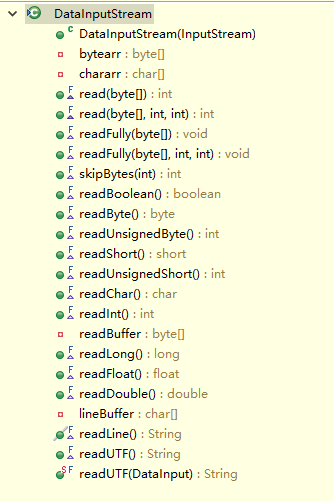 DataInputStream
DataInputStream(InputStream)
bytearr : byte[]
chararr : char[]
read(byte[]) : int
read(byte[], int, int) : int
readFully(byte[]) : void
readFully(byte[], int, int) : void
skipBytes(int) : int
readBoolean() : boolean
readByte() : byte
readUnsignedByte() : int
readShort() : short
readUnsignedShort() : int
readChar() : char
readInt() : int
readBuffer : byte[]
readLong() : long
readFloat() : float
readDouble() : double
lineBuffer : char[]
readLine() : String
readUTF() : String
readUTF(DataInput) : String